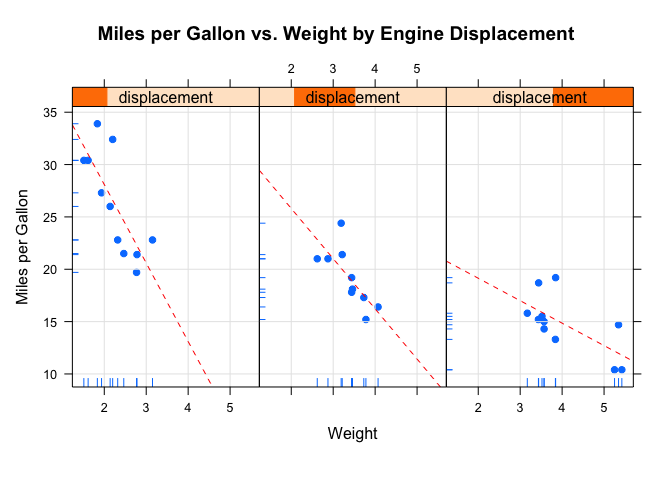 Miles per Gallon vs. Weight by Engine Displacement
2 3 4 5
displacement displacement displacement
35
30
25
20
15
10
Miles per Gallon
2 3 4 5 2 3 4 5
Weight